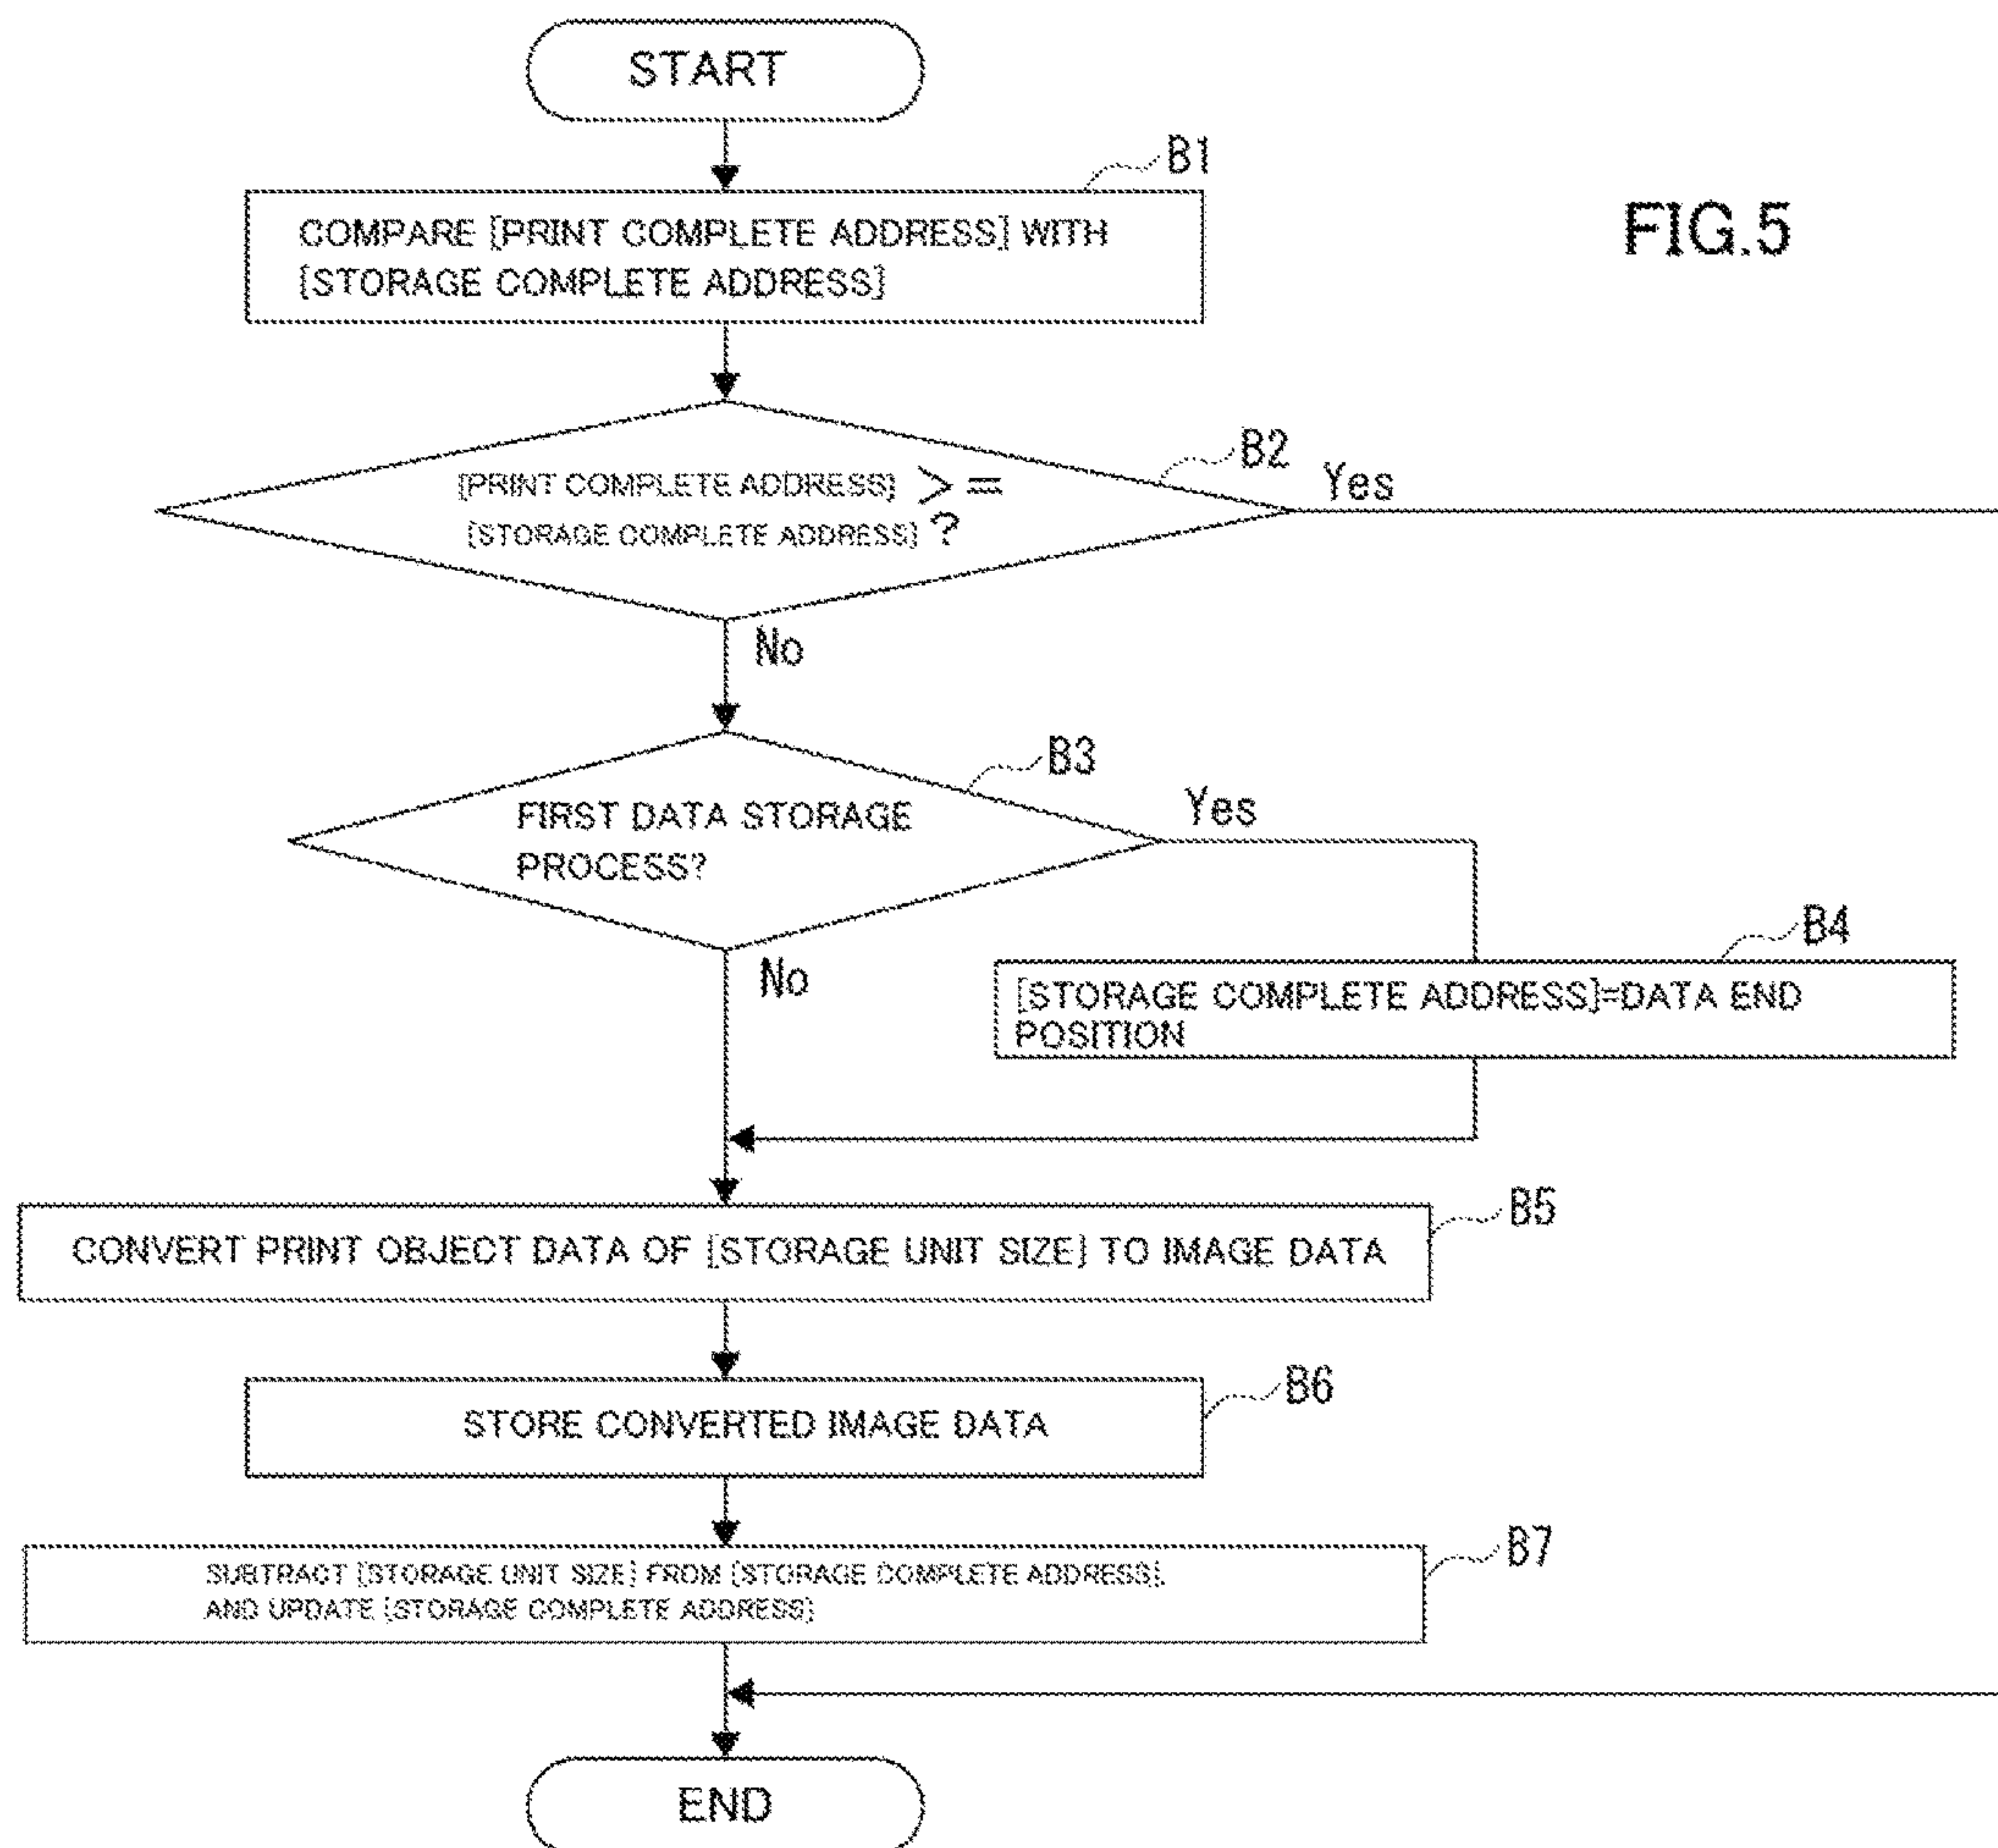 START
B1
COMPARE [PRINT COMPLETE ADDRESS] WITH
[STORAGE COMPLETE ADDRESS]
FIG.5
B2
Yes
[PRINT COMPLETE ADDRESS] >=
[STORAGE COMPLETE ADDRESS] ?
No
B3
Yes
FIRST DATA STORAGE
PROCESS?
No
B4
[STORAGE COMPLETE ADDRESS]=DATA END
POSITION
B5
CONVERT PRINT OBJECT DATA OF [STORAGE UNIT SIZE] TO IMAGE DATA
B6
STORE CONVERTED IMAGE DATA
B7
SUBTRACT [STORAGE UNIT SIZE] FROM [STORAGE COMPLETE ADDRESS],
AND UPDATE [STORAGE COMPLETE ADDRESS]
END